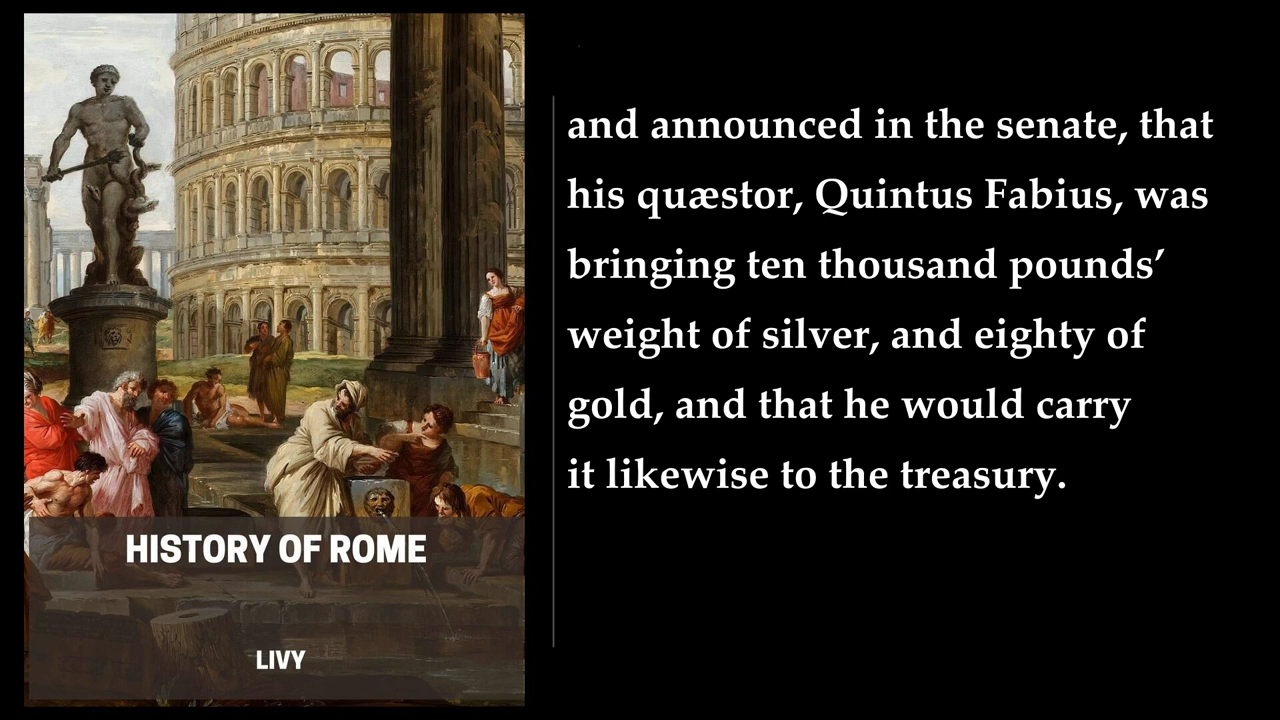 HISTORY OF ROME
LIVY
and announced in the senate, that
his quæstor, Quintus Fabius, was
bringing ten thousand pounds’
weight of silver, and eighty of
gold, and that he would carry
it likewise to the treasury.